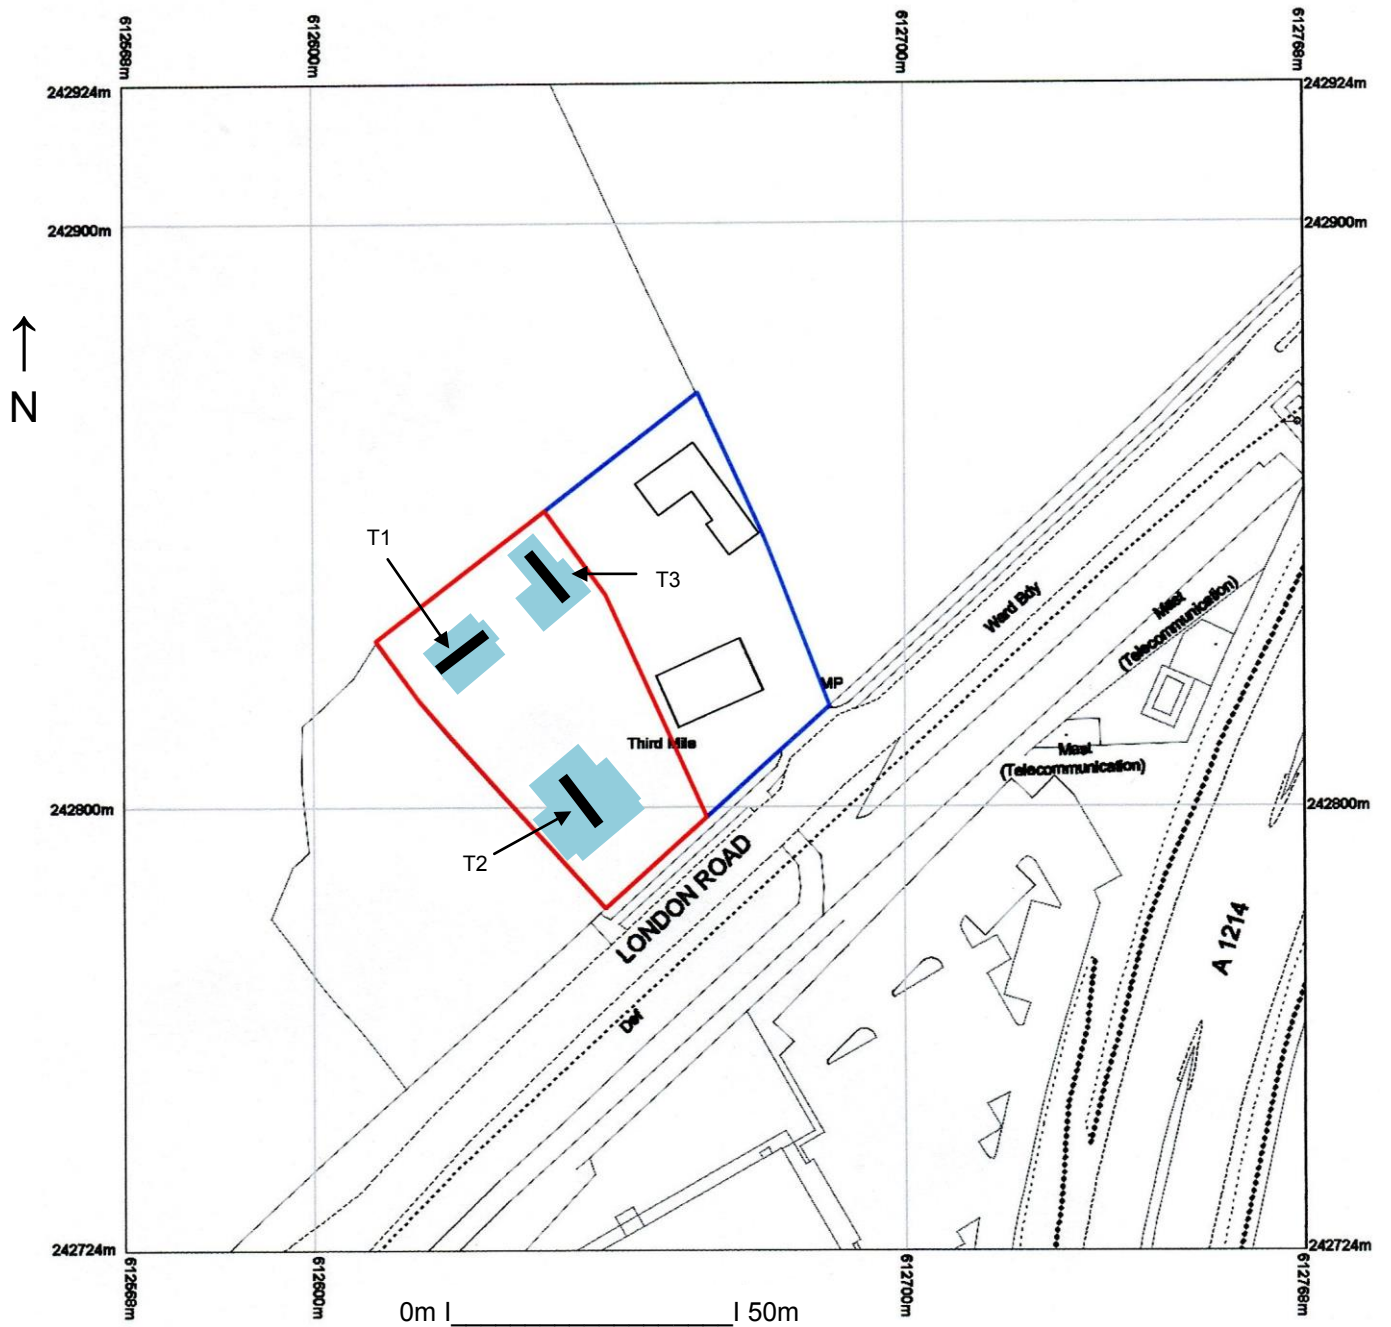 612568m
612600m
612700m
612768m
242924m
242924m
242900m
242900m
↑
N
T1
T3
Ward Bdy
Mast
(Telecommunication)
MP
Third Mile
Mast
(Telecommunication)
242800m
242800m
T2
LONDON ROAD
A 1214
Def
242724m
242724m
612568m
612600m
612700m
612768m
0m I____________________I 50m